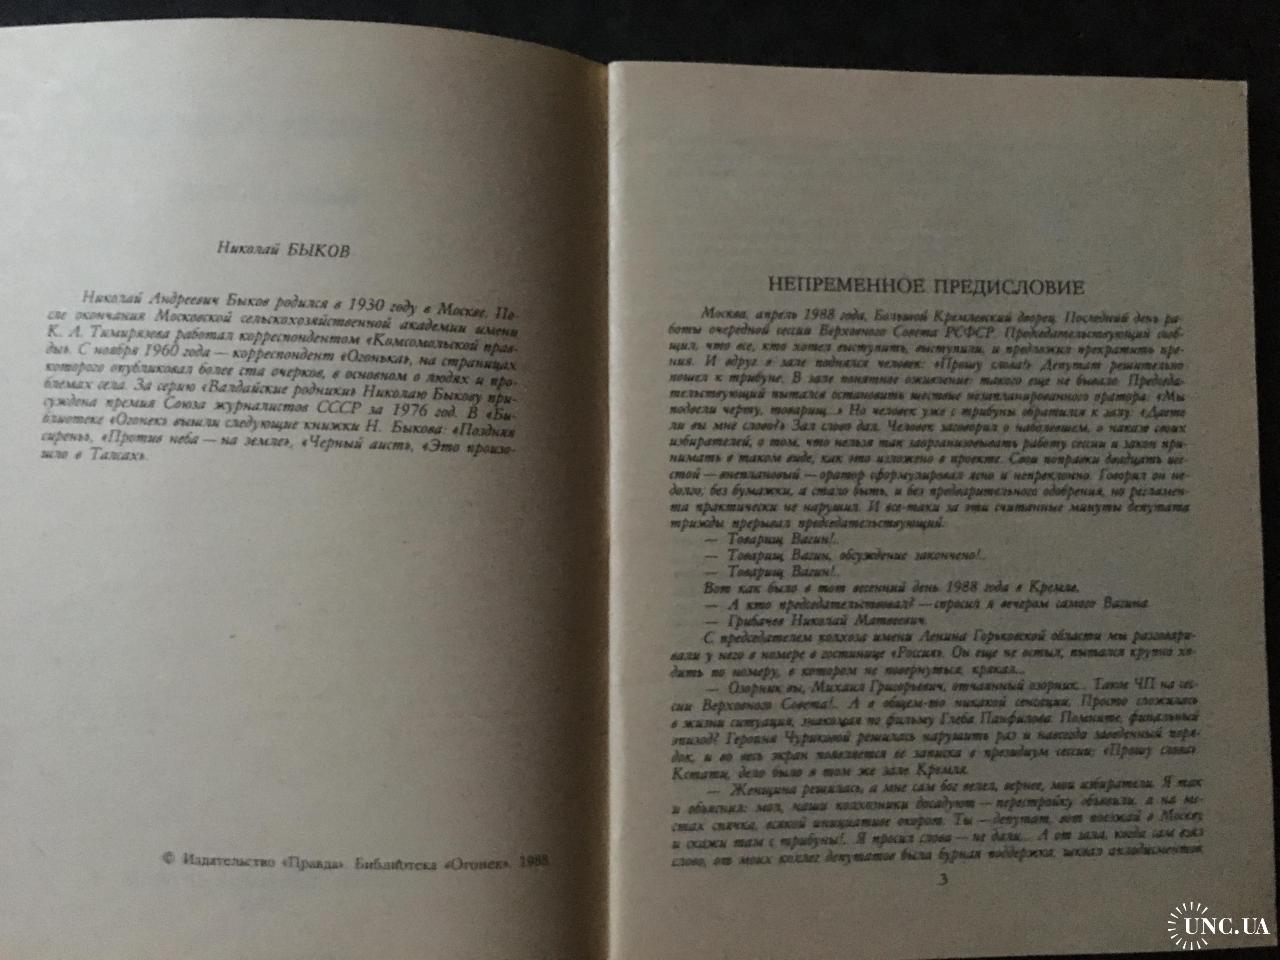 Николай БЫКОВ
Николай Андреевич Быков родился в 1930 году в Москве. По-
сле окончания Московской сельскохозяйственной академии имени
К. А. Тимирязева работал корреспондентом «Комсомольской прав-
ды». С ноября 1960 года — корреспондент «Огонька», на страницах
которого опубликовал более ста очерков, в основном о людях и про-
блемах села. За серию «Валдайские родники» Николаю Быкову при-
суждена премия Союза журналистов СССР за 1976 год. В «Би-
блиотеке «Огонек» вышли следующие книжки Н. Быкова: «Поздняя
сирень», «Против неба — на земле», «Черный аист», «Это произо-
шло в Талсах».
© Издательство «Правда». Библиотека «Огонек». 1988
НЕПРЕМЕННОЕ ПРЕДИСЛОВИЕ
Москва, апрель 1988 года, Большой Кремлевский дворец. Последний день ра-
боты очередной сессии Верховного Совета РСФСР. Председательствующий сооб-
щил, что все, кто хотел выступить, выступили, и предложил прекратить пре-
ния. И вдруг в зале поднялся человек: «Прошу слова!» Депутат решительно
пошел к трибуне. В зале понятное оживление: такого еще не бывало. Председа-
тельствующий пытался остановить шествие незапланированного оратора: «Мы
подвели черту, товарищ...» Но человек уже с трибуны обратился к залу: «Даете
ли вы мне слово?» Зал слово дал. Человек заговорил о наболевшем, о наказе своих
избирателей, о том, что нельзя так заорганизовывать работу сессии и закон при-
нимать в таком виде, как это изложено в проекте. Свои поправки двадцать шес-
той — внеплановый — оратор сформулировал ясно и непреклонно. Говорил он не-
долго, без бумажки, а стало быть, и без предварительного одобрения, но регламен-
та практически не нарушил. И все-таки за эти считанные минуты депутата
трижды прерывал председательствующий:
— Товарищ Вагин!..
— Товарищ Вагин, обсуждение закончено!..
— Товарищ Вагин!..
Вот как было в тот весенний день 1988 года в Кремле.
— А кто председательствовал? — спросил я вечером самого Вагина.
— Грибачев Николай Матвеевич.
С председателем колхоза имени Ленина Горьковской области мы разговари-
вали у него в номере в гостинице «Россия». Он еще не остыл, пытался крупно хо-
дить по номеру, в котором не повернуться, крякал...
— Озорник вы, Михаил Григорьевич, отчаянный озорник... Такое ЧП на сес-
сии Верховного Совета!.. А в общем-то никакой сенсации. Просто сложилась
в жизни ситуация, знакомая по фильму Глеба Панфилова. Помните, финальный
эпизод? Героиня Чуриковой решилась нарушить раз и навсегда заведенный поря-
док, и во весь экран появляется ее записка в президиум сессии: «Прошу слова»
Кстати, дело было в том же зале Кремля.
— Женщина решилась, а мне сам бог велел, вернее, мои избиратели. Я так
и объяснил: мол, наши колхозники досадуют — перестройку объявили, а на ме-
стах спячка, всякой инициативе окорот. Ты — депутат, вот поезжай в Москву
и скажи там с трибуны!.. Я просил слова — не дали... А от зала, когда сам взял
слово, от моих коллег депутатов была бурная поддержка, шквал аплодисментов
3
UNC.UA